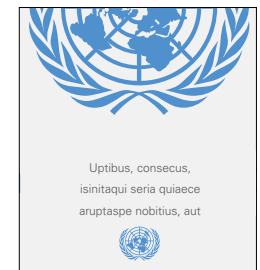 Uptibus, consecus,
isinitaqui seria quiaece
aruptaspe nobitius, aut